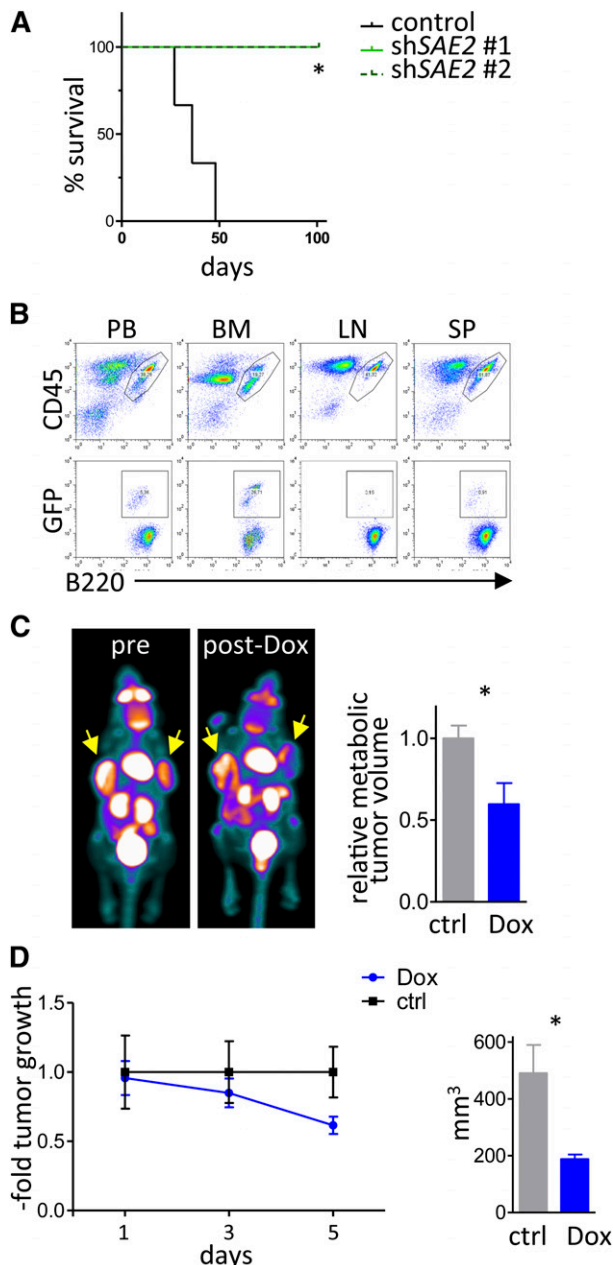 A
control
shSAE2 #1
shSAE2 #2
% survival
100
50
0
*
0 50 100
days
B
PB BM LN SP
CD45
GFP
B220
C
pre post-Dox
relative metabolic
tumor volume
1.0
0.5
0.0
*
ctrl Dox
D
Dox
ctrl
-fold tumor growth
1.5
1.0
0.5
0.0
1 3 5
days
mm³
600
400
200
0
*
ctrl Dox